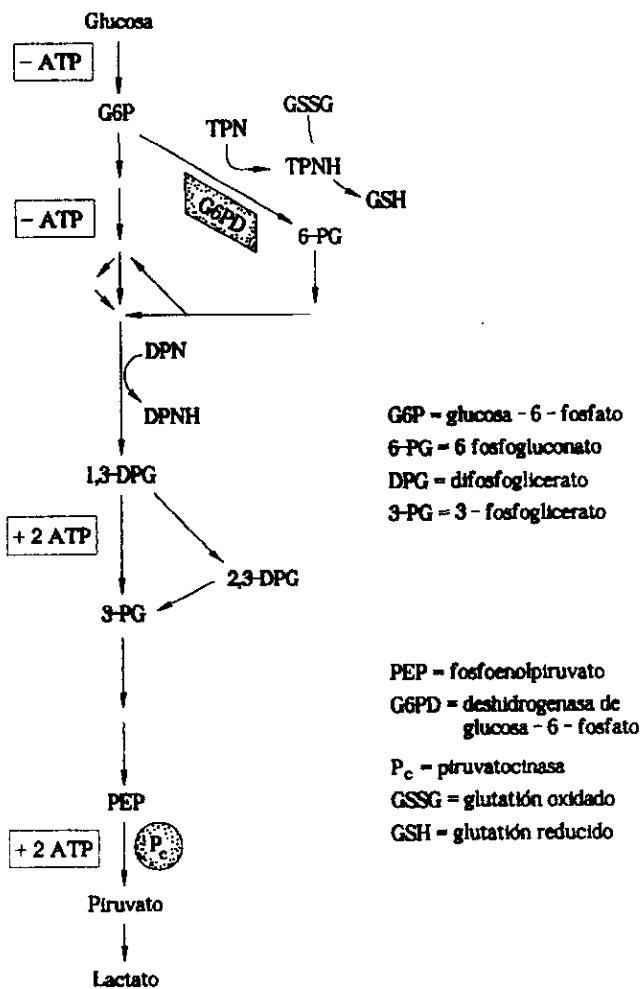 Glucosa
− ATP
G6P
TPN
GSSG
TPNH
GSH
G6PD
− ATP
6-PG
DPN
DPNH
1,3-DPG
+ 2 ATP
2,3-DPG
3-PG
PEP
+ 2 ATP
Pc
Piruvato
Lactato
G6P = glucosa - 6 - fosfato
6-PG = 6 fosfogluconato
DPG = difosfoglicerato
3-PG = 3 - fosfoglicerato
PEP = fosfoenolpiruvato
G6PD = deshidrogenasa de
glucosa - 6 - fosfato
Pc = piruvatocinasa
GSSG = glutatión oxidado
GSH = glutatión reducido